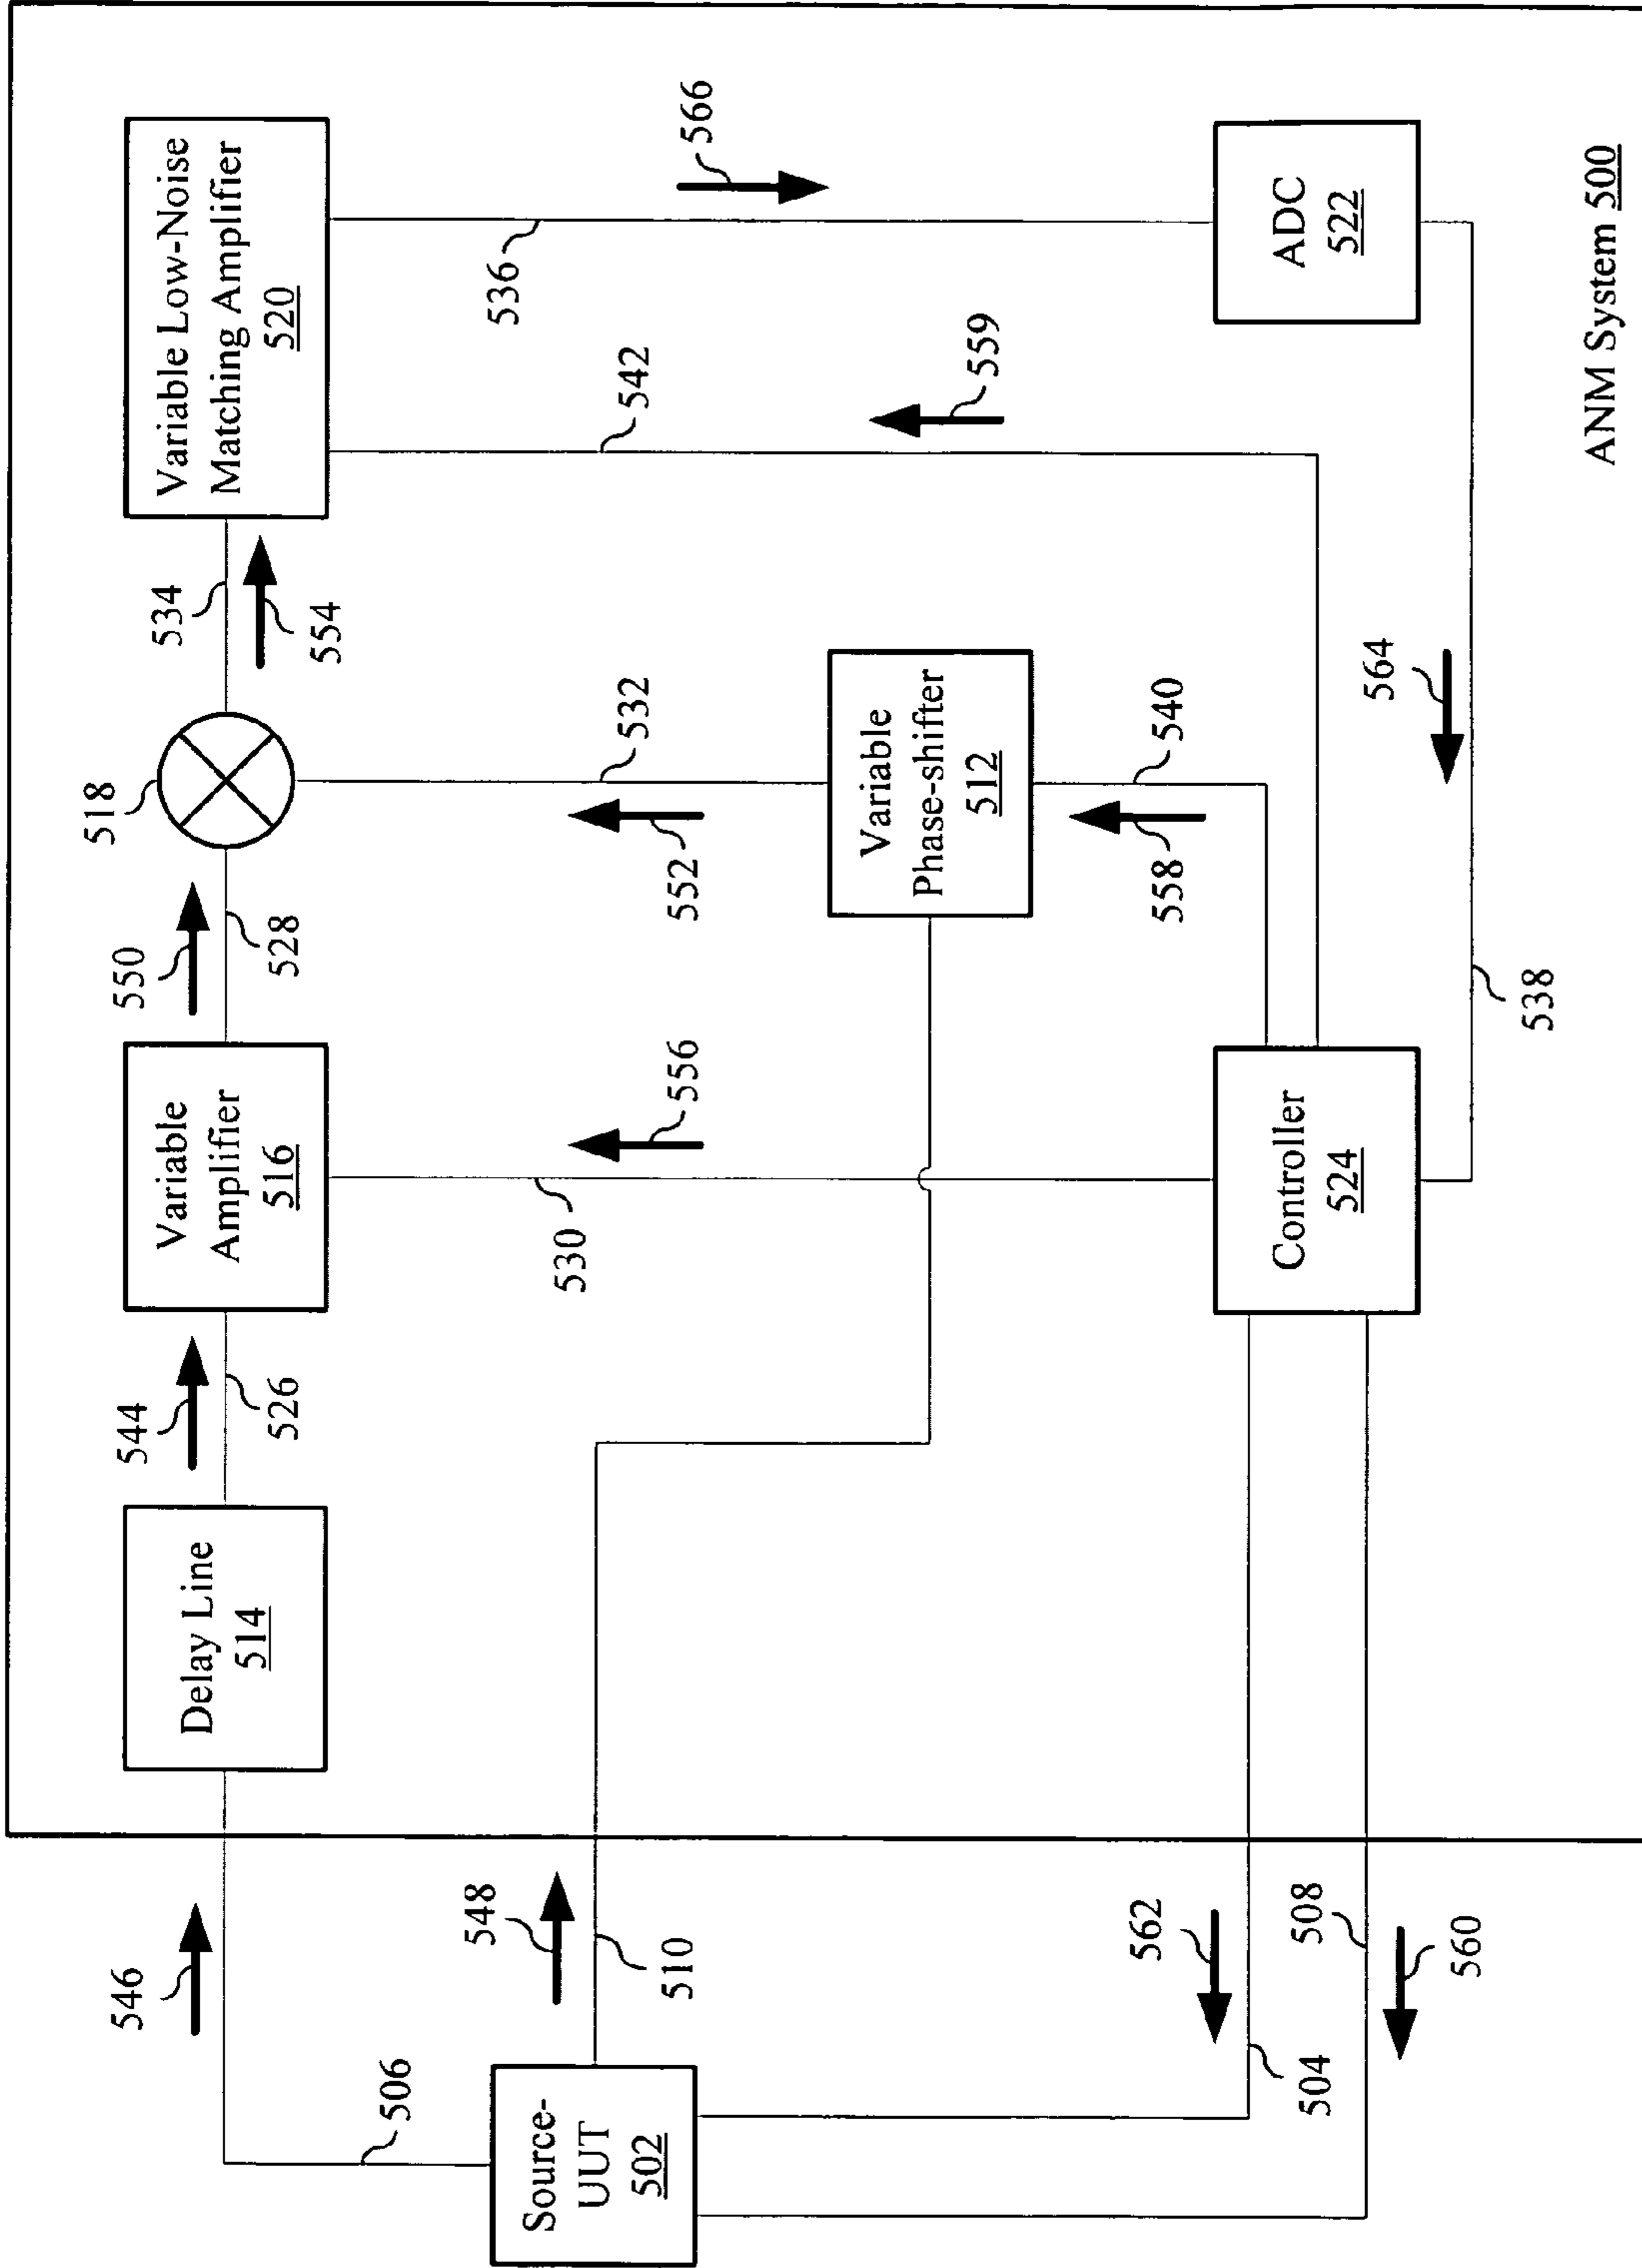 546
544
550
518
534
554
Delay Line
514
526
Variable
Amplifier
516
528
Variable Low-Noise
Matching Amplifier
520
506
548
510
530
556
552
532
542
536
566
559
Source-
UUT
502
Variable
Phase-shifter
512
558
540
562
504
508
560
Controller
524
564
538
ADC
522
ANM System 500